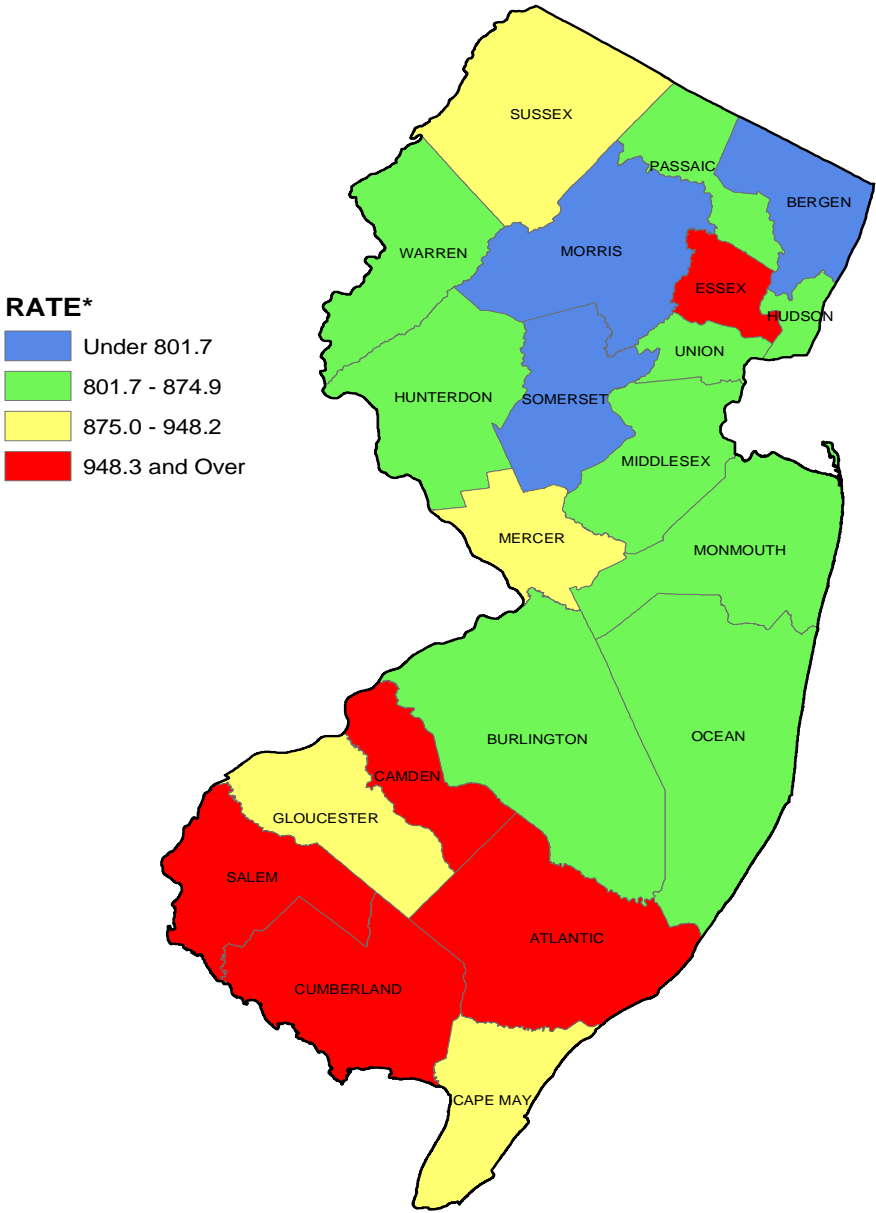 SUSSEX
PASSAIC
BERGEN
WARREN
MORRIS
ESSEX
RATE*
HUDSON
Under 801.7
UNION
801.7 - 874.9
HUNTERDON
SOMERSET
875.0 - 948.2
948.3 and Over
MIDDLESEX
MERCER
MONMOUTH
BURLINGTON
OCEAN
CAMDEN
GLOUCESTER
SALEM
ATLANTIC
CUMBERLAND
CAPE MAY